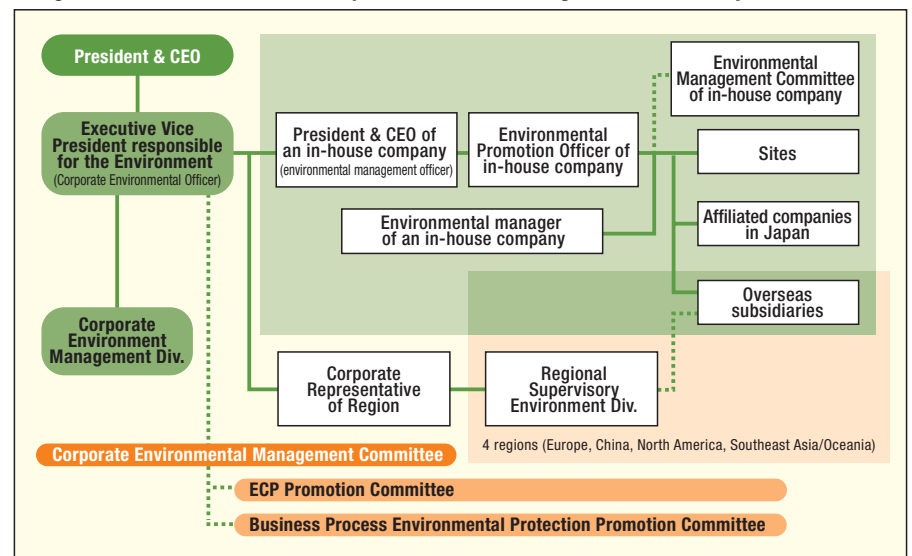 President & CEO
Executive Vice
President responsible
for the Environment
(Corporate Environmental Officer)
Corporate
Environment
Management Div.
President & CEO of
an in-house company
(environmental management officer)
Environmental
Promotion Officer of
in-house company
Environmental manager
of an in-house company
Environmental
Management Committee
of in-house company
Sites
Affiliated companies
in Japan
Overseas
subsidiaries
Corporate
Representative
of Region
Regional
Supervisory
Environment Div.
4 regions (Europe, China, North America, Southeast Asia/Oceania)
Corporate Environmental Management Committee
ECP Promotion Committee
Business Process Environmental Protection Promotion Committee